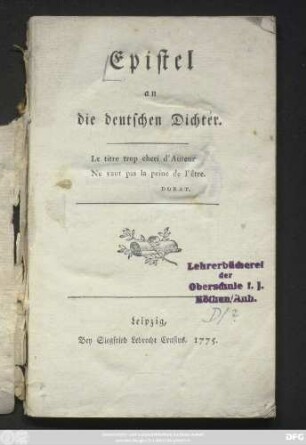 Epistel
an
die deutschen Dichter.
Le titre trop cheri d'Auteur
Ne vaut pas la peine de l'être.
DORAT.
Lehrerbücherei
der
Oberschule f. J.
Köthen/Anh.
Leipzig,
Bey Siegfried Lebrecht Crusius. 1775.